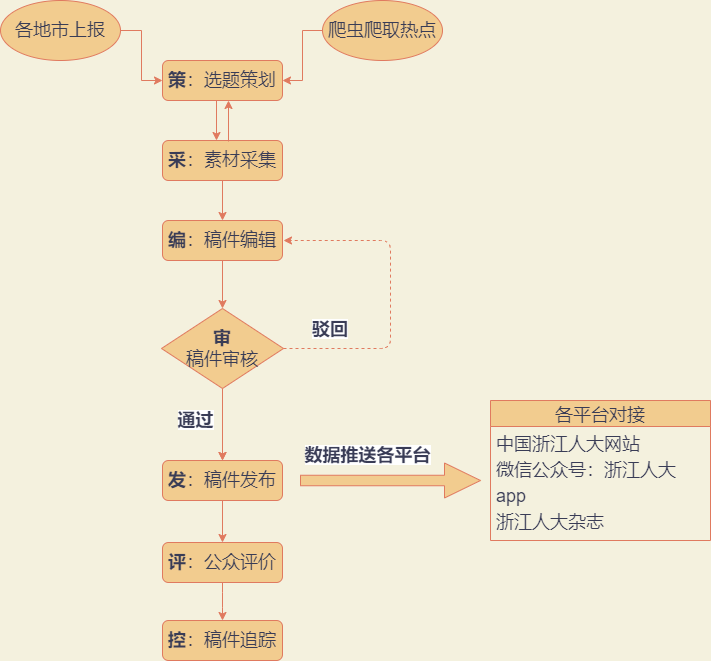 各地市上报
爬虫爬取热点
策：选题策划
采：素材采集
编：稿件编辑
审
稿件审核
驳回
通过
发：稿件发布
数据推送各平台
各平台对接
中国浙江人大网站
微信公众号：浙江人大
app
浙江人大杂志
评：公众评价
控：稿件追踪